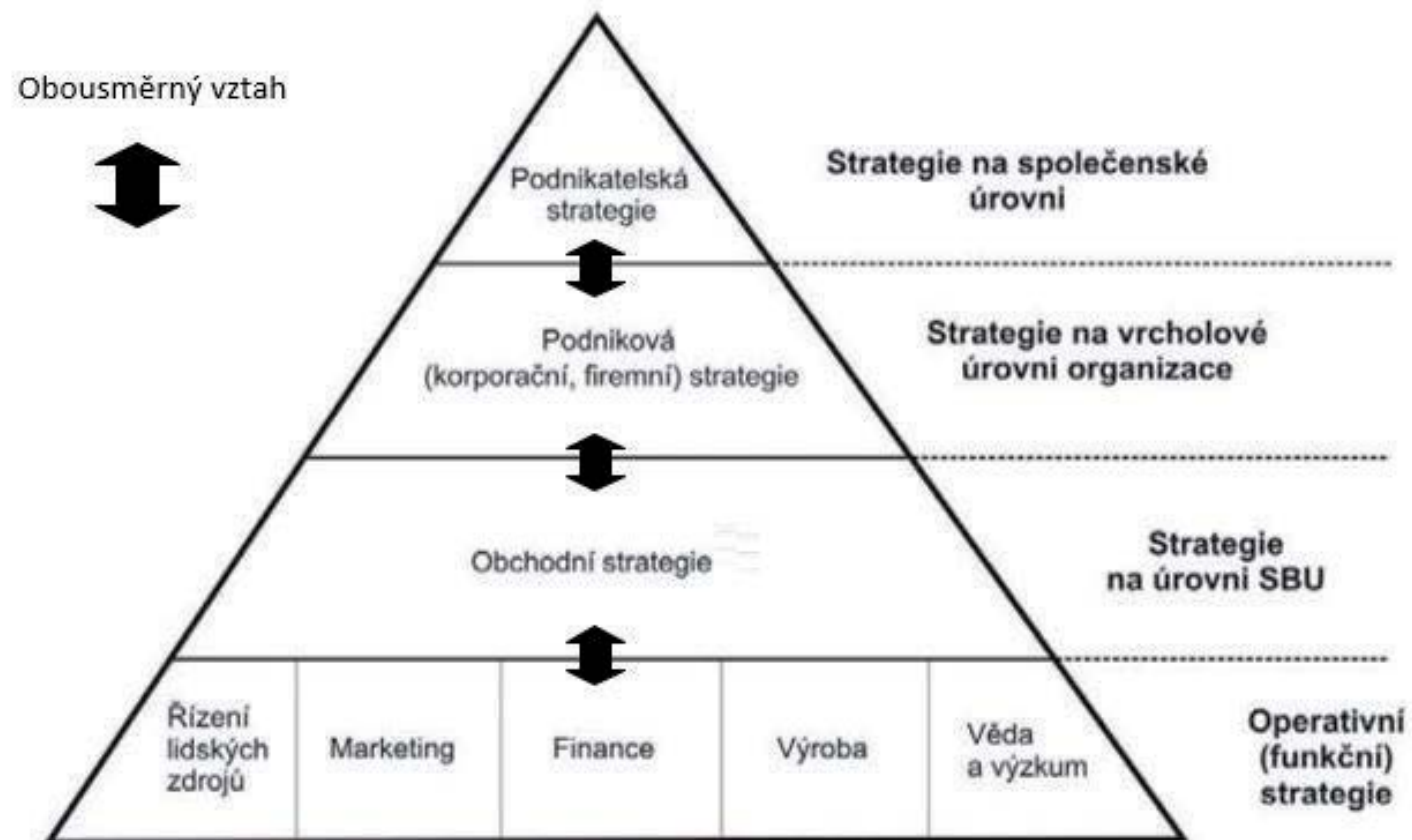 Obousměrný vztah
Podnikatelská
strategie
Strategie na společenské
úrovni
Podniková
(korporační, firemní) strategie
Strategie na vrcholové
úrovni organizace
Obchodní strategie
Strategie
na úrovni SBU
Řízení
lidských
zdrojů
Marketing
Finance
Výroba
Věda
a výzkum
Operativní
(funkční)
strategie